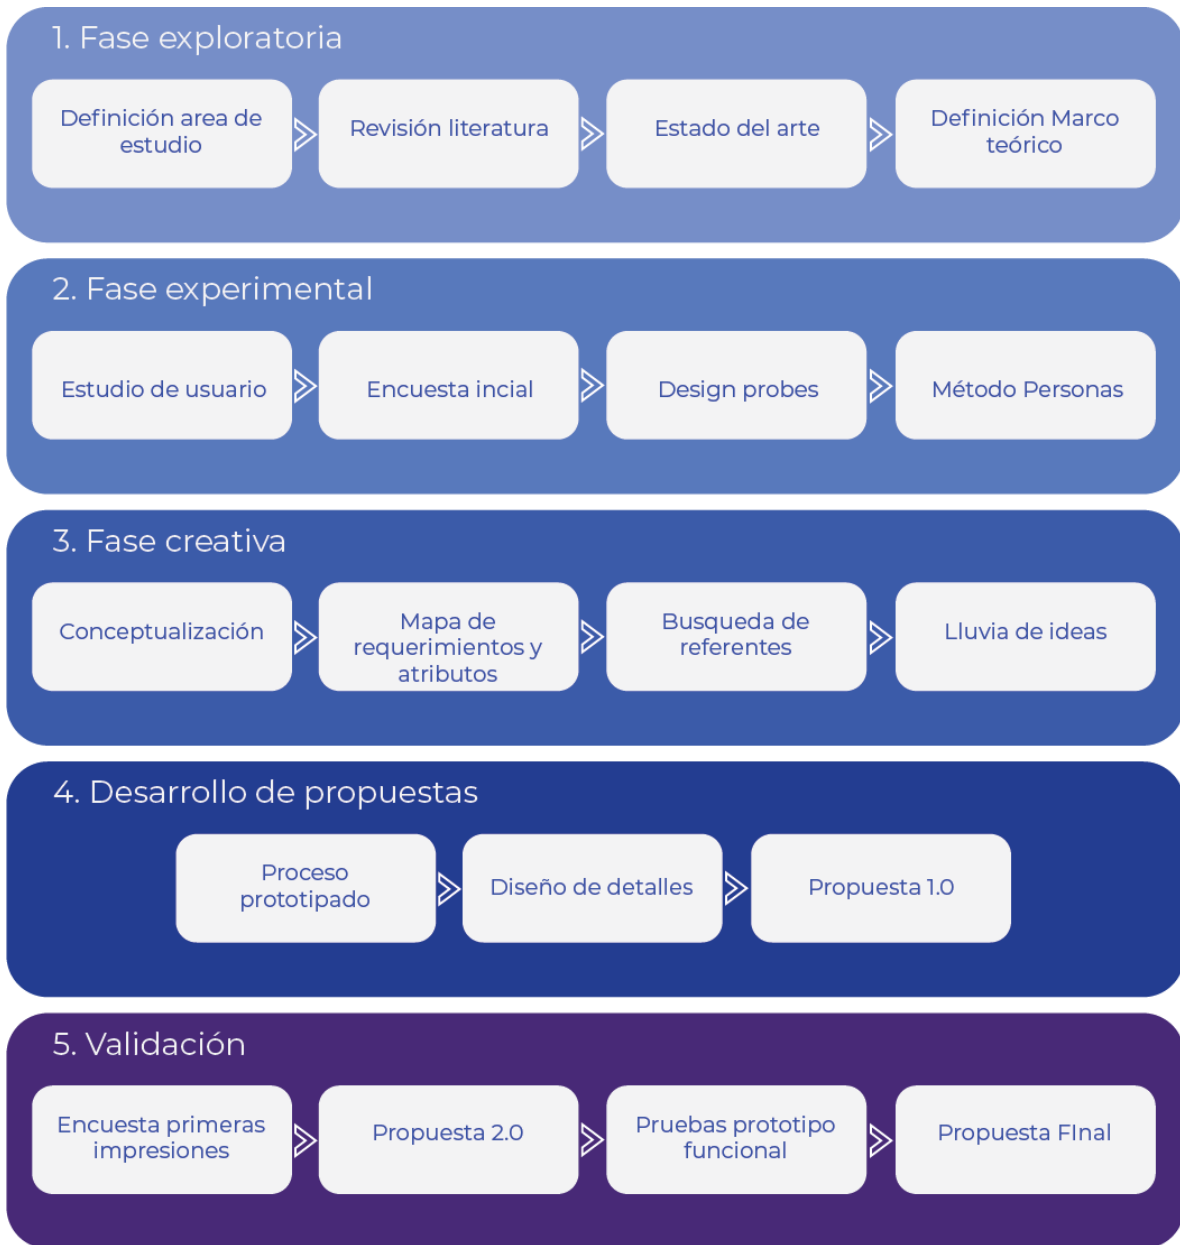 1. Fase exploratoria
Definición area de
estudio
Revisión literatura
Estado del arte
Definición Marco
teórico
2. Fase experimental
Estudio de usuario
Encuesta incial
Design probes
Método Personas
3. Fase creativa
Conceptualización
Mapa de
requerimientos y
atributos
Busqueda de
referentes
Lluvia de ideas
4. Desarrollo de propuestas
Proceso
prototipado
Diseño de detalles
Propuesta 1.0
5. Validación
Encuesta primeras
impresiones
Propuesta 2.0
Pruebas prototipo
funcional
Propuesta FInal